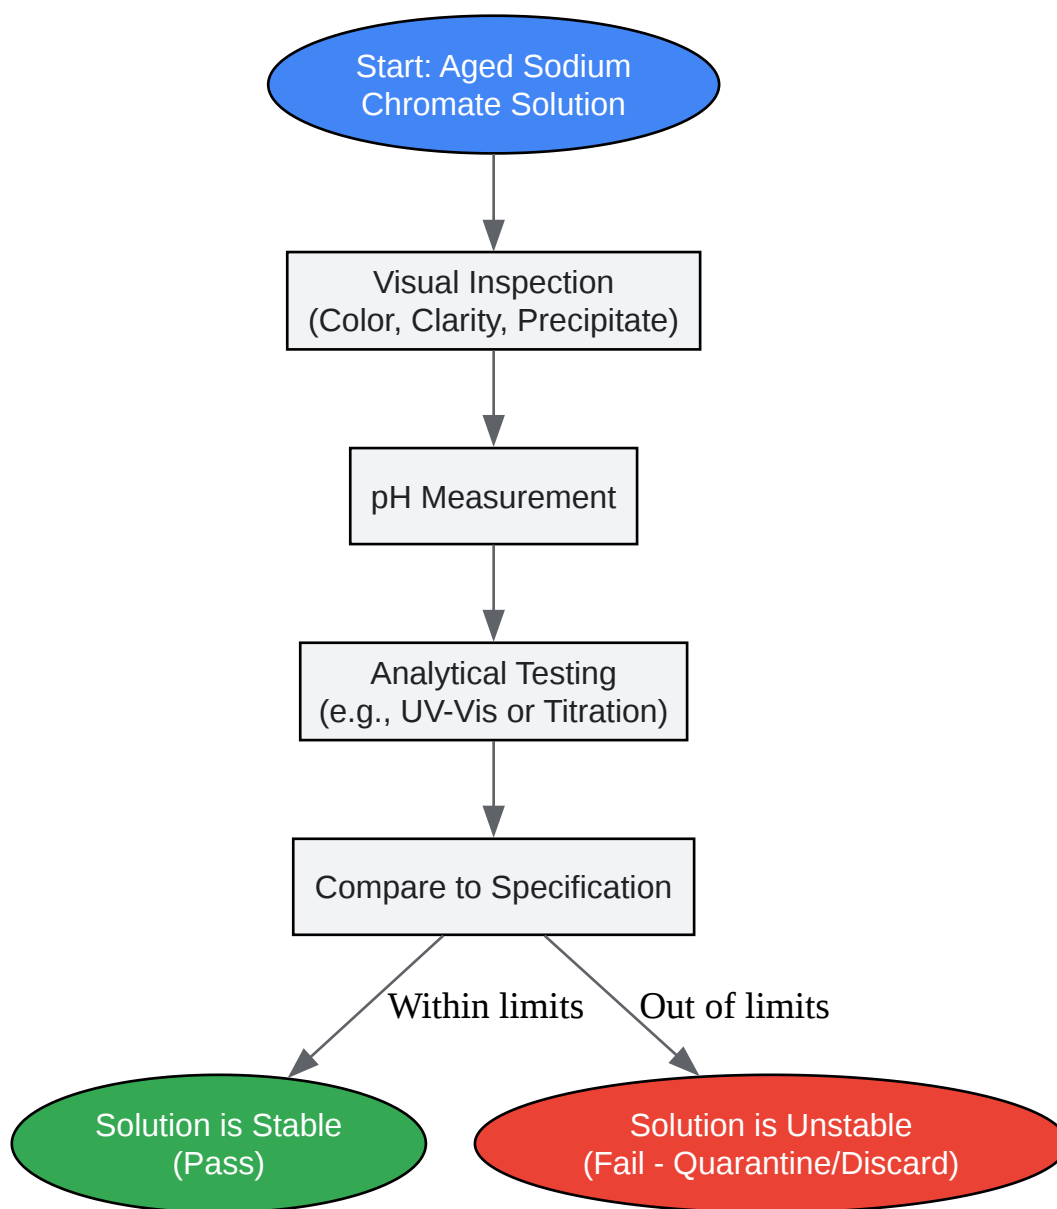 Start: Aged Sodium
Chromate Solution
Visual Inspection
(Color, Clarity, Precipitate)
pH Measurement
Analytical Testing
(e.g., UV-Vis or Titration)
Compare to Specification
Within limits
Out of limits
Solution is Stable
(Pass)
Solution is Unstable
(Fail - Quarantine/Discard)